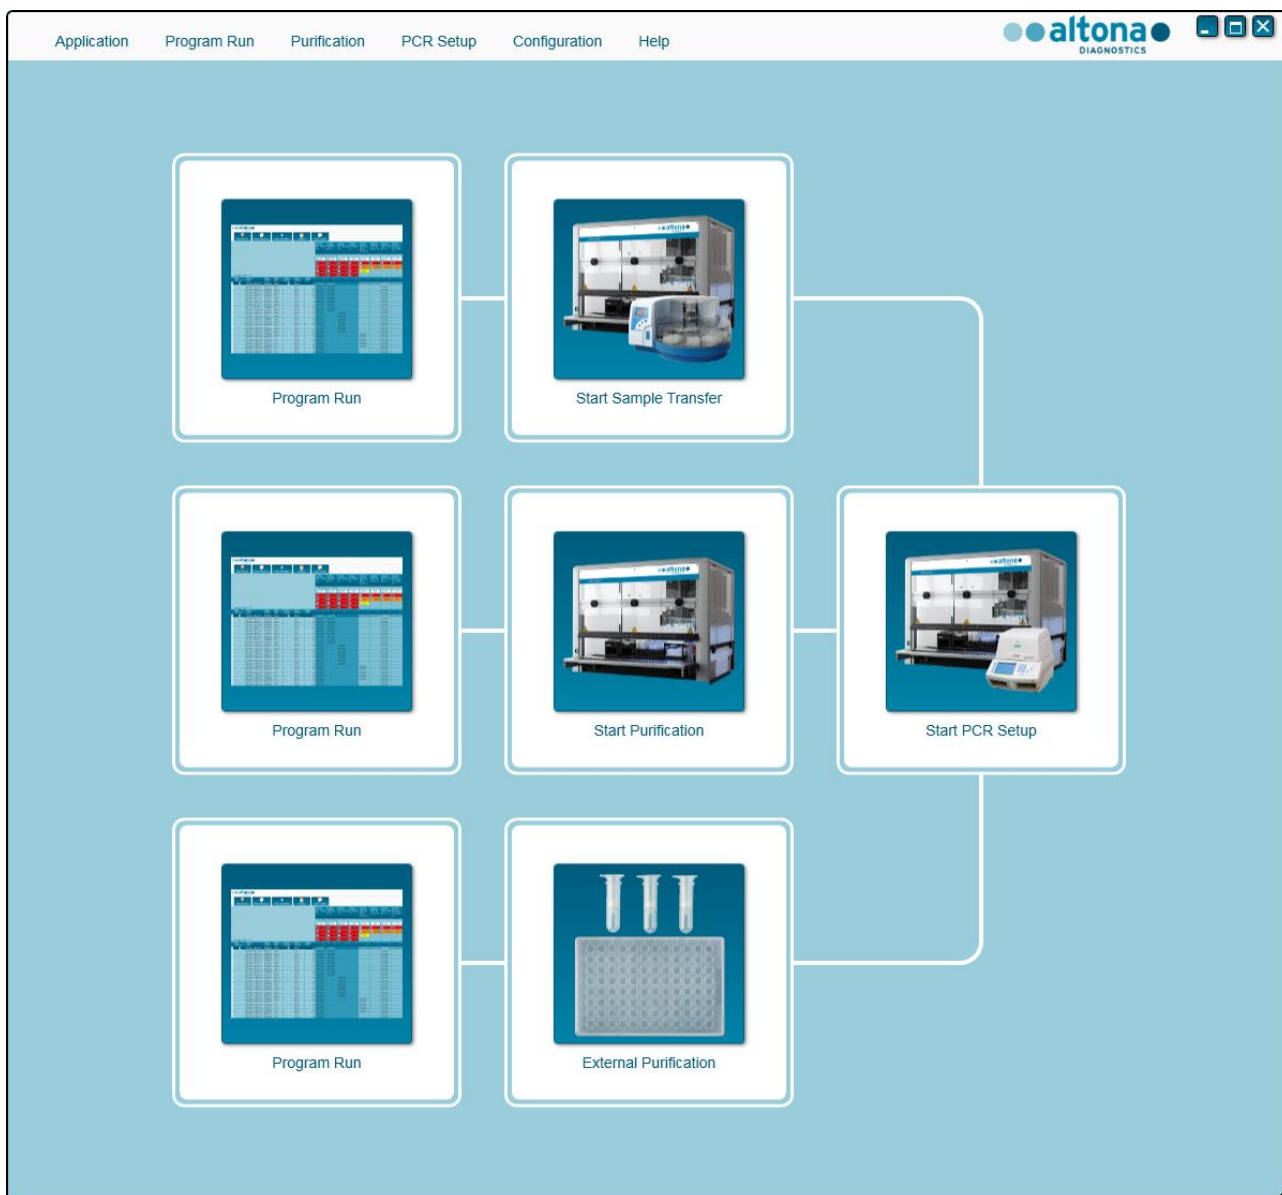 Application Program Run Purification PCR Setup Configuration Help
altona
DIAGNOSTICS
Program Run
Start Sample Transfer
Program Run
Start Purification
Start PCR Setup
Program Run
External Purification